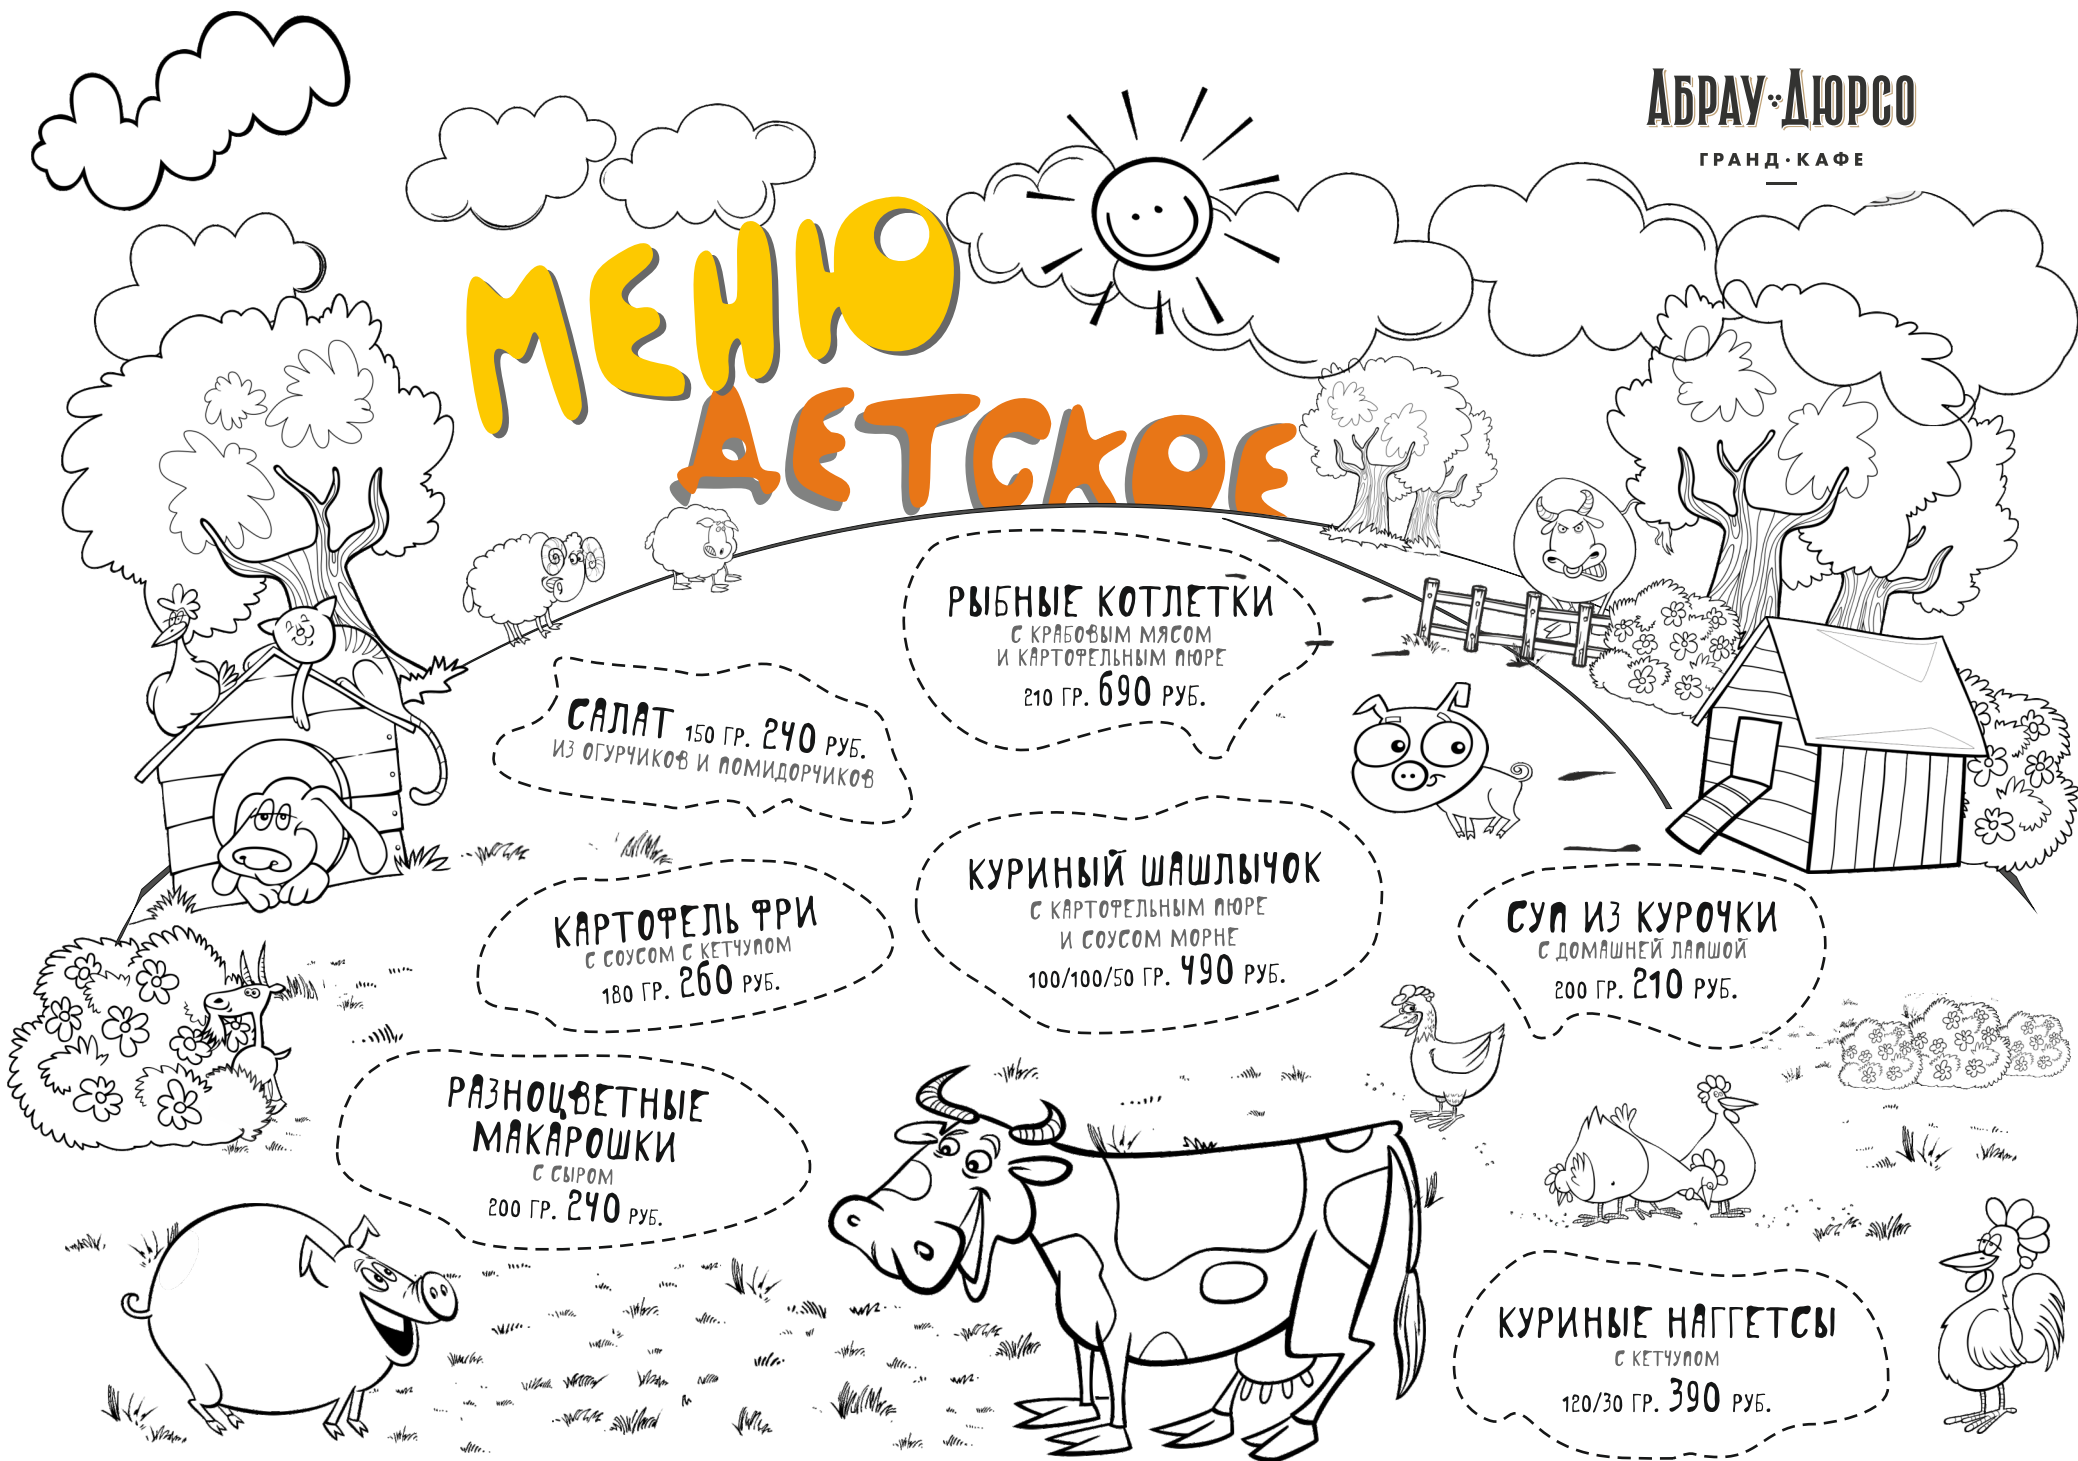 АБРАУ·ДЮРСО
ГРАНД·КАФЕ
МЕНЮ
ДЕТСКОЕ
РЫБНЫЕ КОТЛЕТКИ
С КРАБОВЫМ МЯСОМ
И КАРТОФЕЛЬНЫМ ПЮРЕ
210 ГР. 690 РУБ.
САЛАТ 150 ГР. 240 РУБ.
ИЗ ОГУРЧИКОВ И ПОМИДОРЧИКОВ
КУРИНЫЙ ШАШЛЫЧОК
С КАРТОФЕЛЬНЫМ ПЮРЕ
И СОУСОМ МОРНЕ
100/100/50 ГР. 490 РУБ.
КАРТОФЕЛЬ ФРИ
С СОУСОМ С КЕТЧУПОМ
180 ГР. 260 РУБ.
СУП ИЗ КУРОЧКИ
С ДОМАШНЕЙ ЛАПШОЙ
200 ГР. 210 РУБ.
РАЗНОЦВЕТНЫЕ
МАКАРОШКИ
С СЫРОМ
200 ГР. 240 РУБ.
КУРИНЫЕ НАГГЕТСЫ
С КЕТЧУПОМ
120/30 ГР. 390 РУБ.